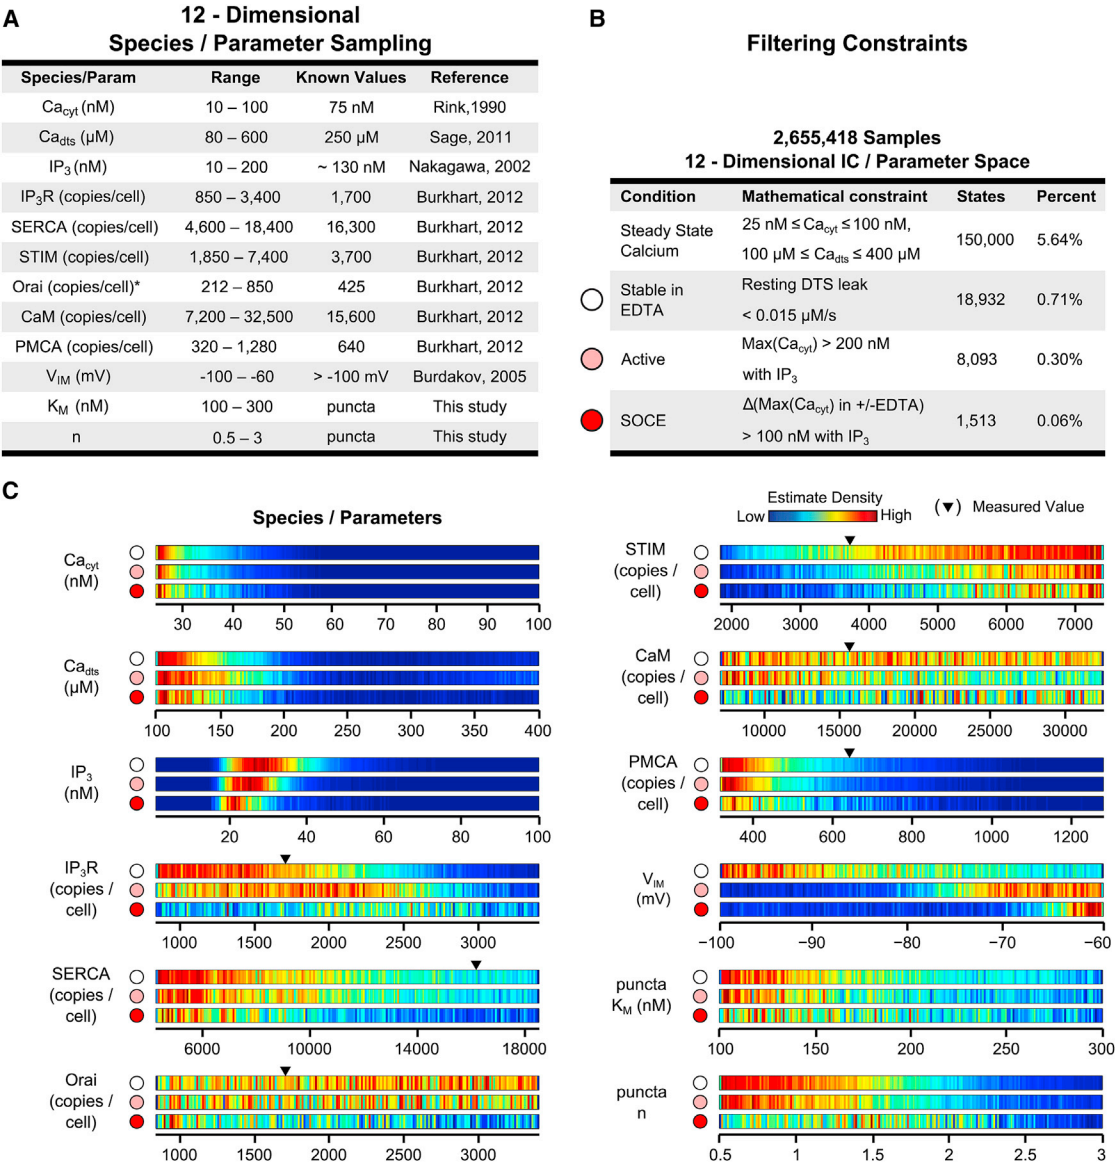 A
12 - Dimensional
Species / Parameter Sampling
Species/Param Range Known Values Reference
Ca_cyt (nM) 10 – 100 75 nM Rink,1990
Ca_dts (µM) 80 – 600 250 µM Sage, 2011
IP3 (nM) 10 – 200 ~ 130 nM Nakagawa, 2002
IP3R (copies/cell) 850 – 3,400 1,700 Burkhart, 2012
SERCA (copies/cell) 4,600 – 18,400 16,300 Burkhart, 2012
STIM (copies/cell) 1,850 – 7,400 3,700 Burkhart, 2012
Orai (copies/cell)* 212 – 850 425 Burkhart, 2012
CaM (copies/cell) 7,200 – 32,500 15,600 Burkhart, 2012
PMCA (copies/cell) 320 – 1,280 640 Burkhart, 2012
V_IM (mV) -100 – -60 > -100 mV Burdakov, 2005
K_M (nM) 100 – 300 puncta This study
n 0.5 – 3 puncta This study
B
Filtering Constraints
2,655,418 Samples
12 - Dimensional IC / Parameter Space
Condition Mathematical constraint States Percent
Steady State Calcium 25 nM ≤ Ca_cyt ≤ 100 nM, 100 µM ≤ Ca_dts ≤ 400 µM 150,000 5.64%
Stable in EDTA Resting DTS leak < 0.015 µM/s 18,932 0.71%
Active Max(Ca_cyt) > 200 nM with IP3 8,093 0.30%
SOCE Δ(Max(Ca_cyt) in +/-EDTA) > 100 nM with IP3 1,513 0.06%
C
Species / Parameters
Estimate Density
Low High (▼) Measured Value
Ca_cyt
(nM)
30 40 50 60 70 80 90 100
Ca_dts
(µM)
100 150 200 250 300 350 400
IP3
(nM)
20 40 60 80 100
IP3R
(copies /
cell)
1000 1500 2000 2500 3000
SERCA
(copies /
cell)
6000 10000 14000 18000
Orai
(copies /
cell)
1000 1500 2000 2500 3000
STIM
(copies /
cell)
2000 3000 4000 5000 6000 7000
CaM
(copies /
cell)
10000 15000 20000 25000 30000
PMCA
(copies /
cell)
400 600 800 1000 1200
V_IM
(mV)
−100 −90 −80 −70 −60
puncta
K_M (nM)
100 150 200 250 300
puncta
n
0.5 1 1.5 2 2.5 3